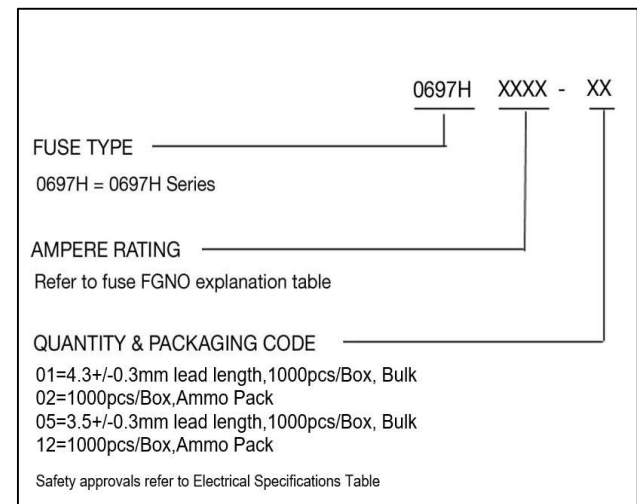 0697H XXXX - XX
FUSE TYPE
0697H = 0697H Series
AMPERE RATING
Refer to fuse FGNO explanation table
QUANTITY & PACKAGING CODE
01=4.3+/-0.3mm lead length,1000pcs/Box, Bulk
02=1000pcs/Box,Ammo Pack
05=3.5+/-0.3mm lead length,1000pcs/Box, Bulk
12=1000pcs/Box,Ammo Pack
Safety approvals refer to Electrical Specifications Table